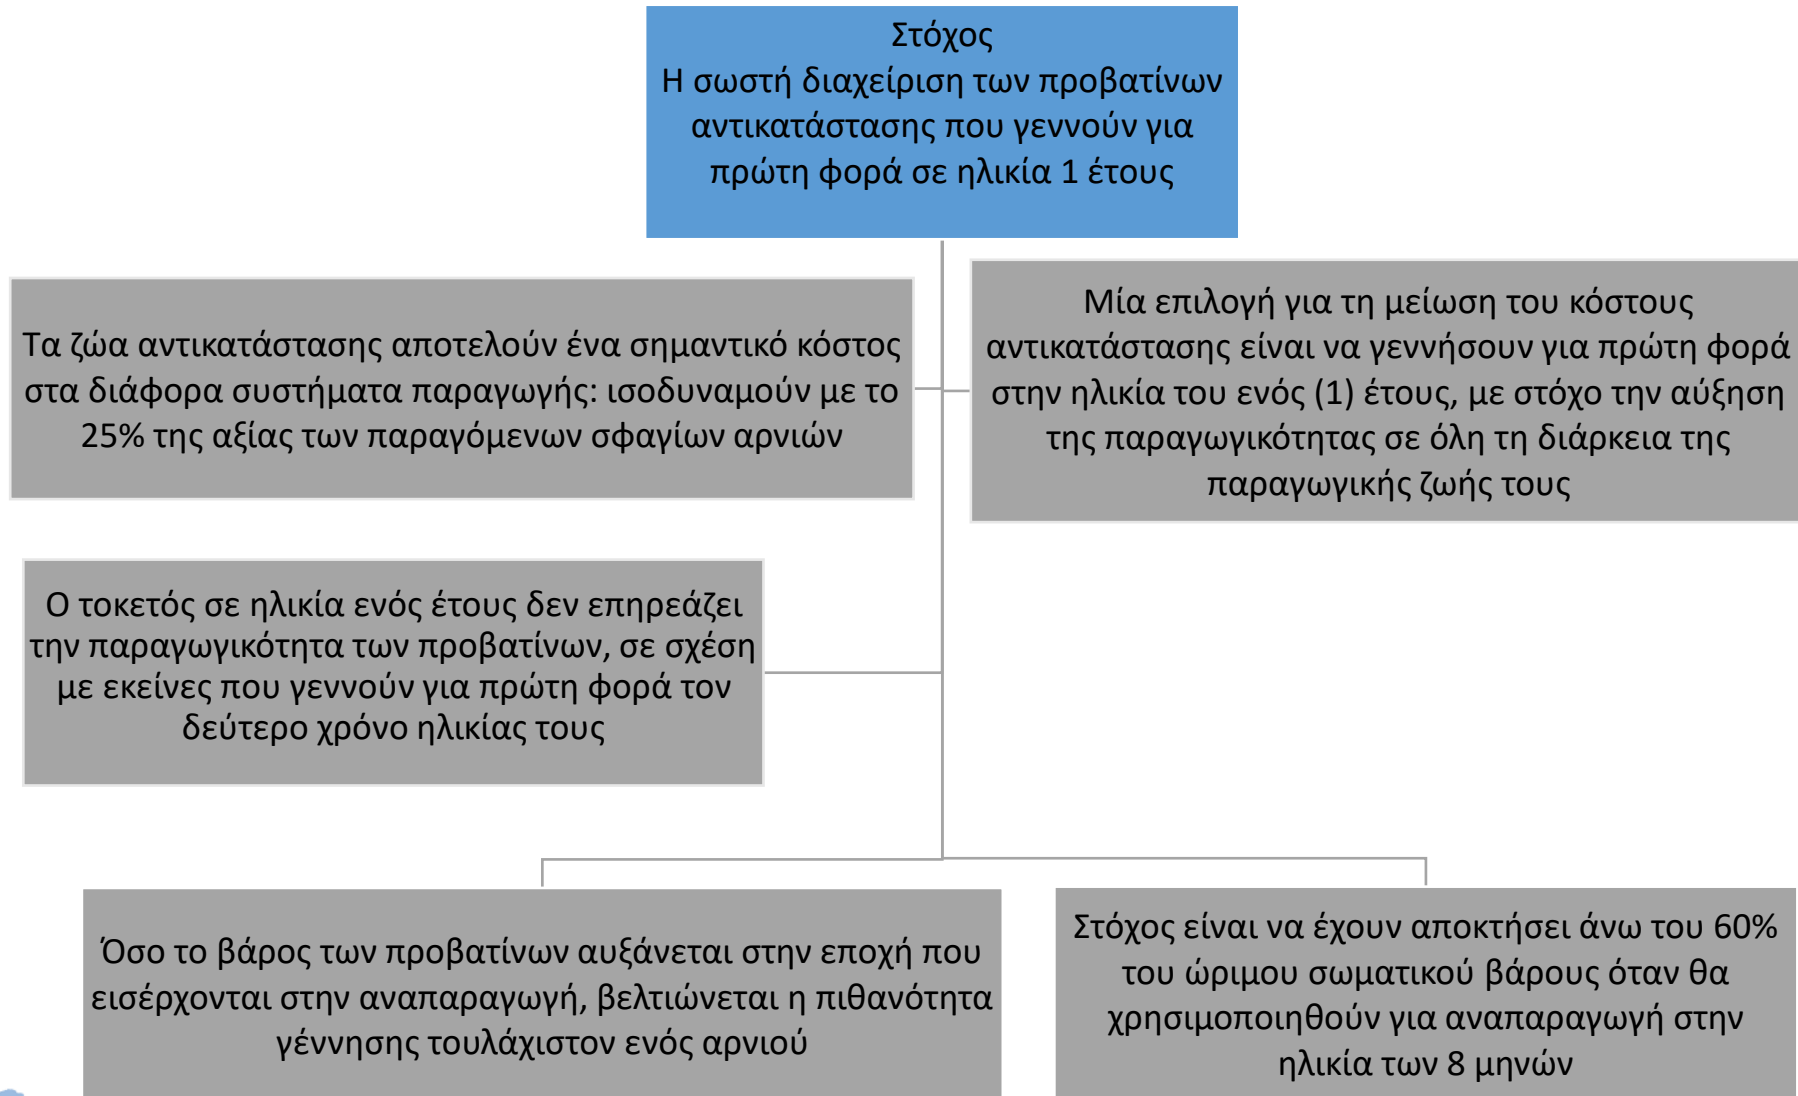 Στόχος
Η σωστή διαχείριση των προβατίνων
αντικατάστασης που γεννούν για
πρώτη φορά σε ηλικία 1 έτους
Τα ζώα αντικατάστασης αποτελούν ένα σημαντικό κόστος
στα διάφορα συστήματα παραγωγής: ισοδυναμούν με το
25% της αξίας των παραγόμενων σφαγίων αρνιών
Μία επιλογή για τη μείωση του κόστους
αντικατάστασης είναι να γεννήσουν για πρώτη φορά
στην ηλικία του ενός (1) έτους, με στόχο την αύξηση
της παραγωγικότητας σε όλη τη διάρκεια της
παραγωγικής ζωής τους
Ο τοκετός σε ηλικία ενός έτους δεν επηρεάζει
την παραγωγικότητα των προβατίνων, σε σχέση
με εκείνες που γεννούν για πρώτη φορά τον
δεύτερο χρόνο ηλικίας τους
Όσο το βάρος των προβατίνων αυξάνεται στην εποχή που
εισέρχονται στην αναπαραγωγή, βελτιώνεται η πιθανότητα
γέννησης τουλάχιστον ενός αρνιού
Στόχος είναι να έχουν αποκτήσει άνω του 60%
του ώριμου σωματικού βάρους όταν θα
χρησιμοποιηθούν για αναπαραγωγή στην
ηλικία των 8 μηνών